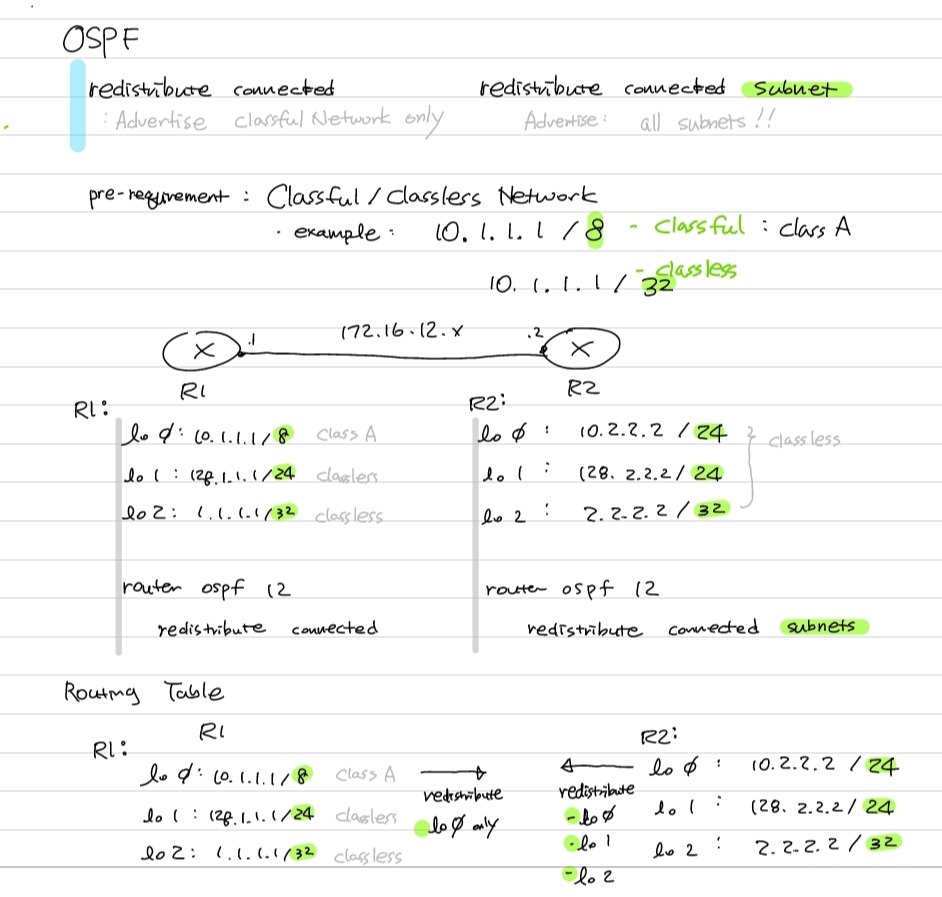 OSPF
redistribute connected redistribute connected subnet
: Advertise classful Network only Advertise: all subnets !!
pre-requirement : Classful / Classless Network
· example: 10. 1. 1. 1 / 8 - Classful : class A
10. 1. 1. 1 / 32 - classless
.1 172.16.12.x .2
R1 R2
R1: R2:
lo 0: 10.1.1.1/8 Class A lo 0 : 10.2.2.2 /24
lo 1 : 128.1.1.1/24 classless lo 1 : 128. 2.2.2/24 classless
lo 2: 1.1.1.1/32 classless lo 2 : 2.2.2.2 / 32
router ospf 12 router ospf 12
redistribute connected redistribute connected subnets
Routing Table
R1 R2:
R1:
lo 0: 10.1.1.1/8 Class A redistribute redistribute lo 0 : 10.2.2.2 /24
lo 1 : 128.1.1.1/24 classless lo 0 only - lo 0 lo 1 : 128. 2.2.2/24
lo 2: 1.1.1.1/32 classless - lo 1 lo 2 : 2.2.2.2 / 32
- lo 2